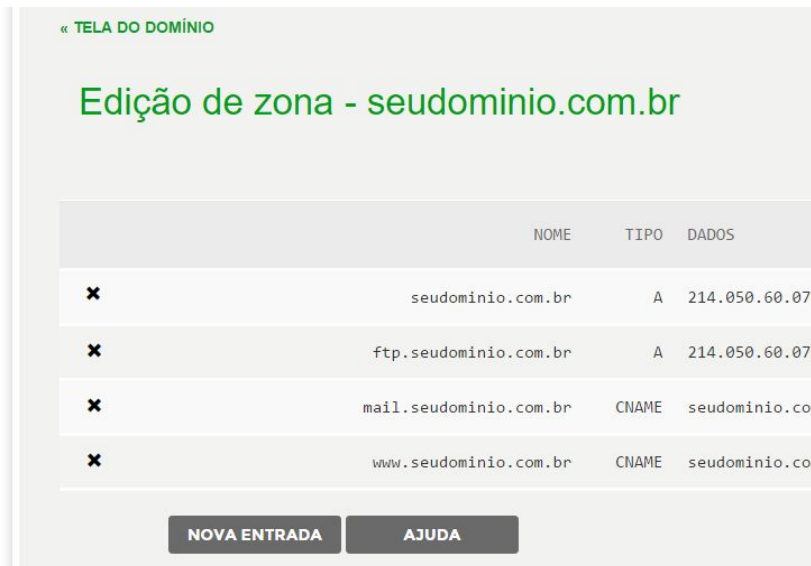 « TELA DO DOMÍNIO
Edição de zona - seudominio.com.br
NOME TIPO DADOS
seudominio.com.br A 214.050.60.07
ftp.seudominio.com.br A 214.050.60.07
mail.seudominio.com.br CNAME seudominio.co
www.seudominio.com.br CNAME seudominio.co
NOVA ENTRADA AJUDA